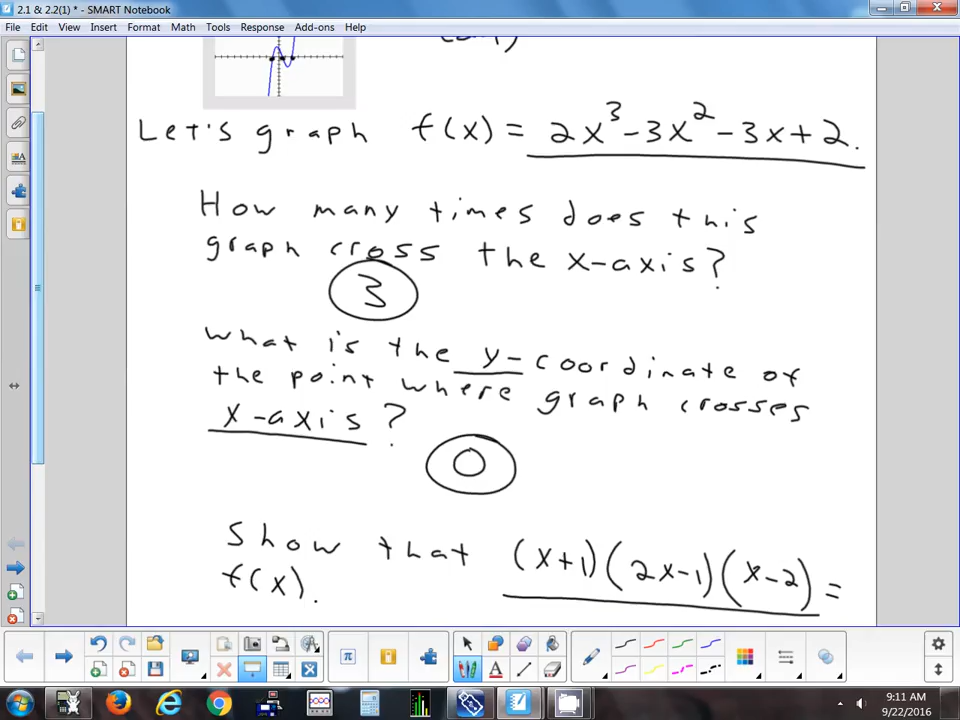 2.1 & 2.2(1) * - SMART Notebook
File Edit View Insert Format Math Tools Response Add-ons Help
Let's graph f(x) = 2x³-3x²-3x+2.
How many times does this
graph cross the x-axis?
3
what is the y-coordinate of
the point where graph crosses
x-axis?
0
Show that (x+1)(2x-1)(x-2) =
f(x).
9:11 AM
9/22/2016